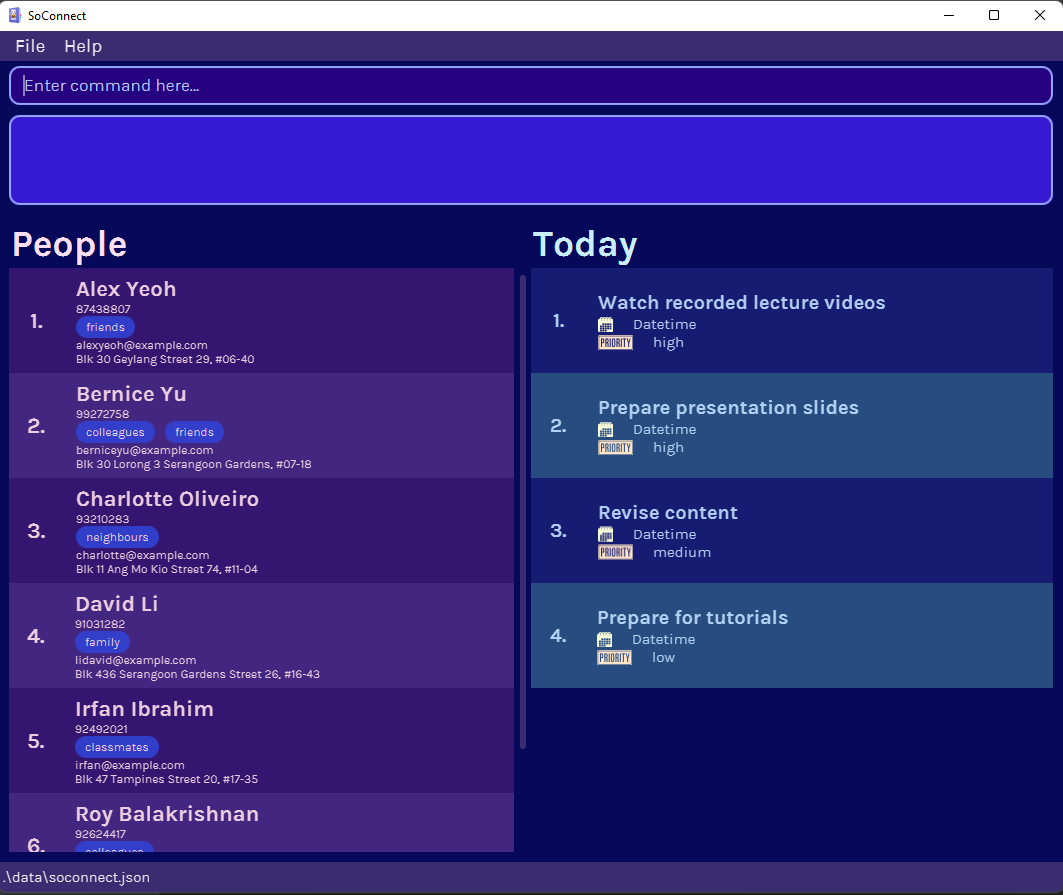 SoConnect
File Help
Enter command here...
People
1.
Alex Yeoh
87438807
friends
alexyeoh@example.com
Blk 30 Geylang Street 29, #06-40
2.
Bernice Yu
99272758
colleagues friends
berniceyu@example.com
Blk 30 Lorong 3 Serangoon Gardens, #07-18
3.
Charlotte Oliveiro
93210283
neighbours
charlotte@example.com
Blk 11 Ang Mo Kio Street 74, #11-04
4.
David Li
91031282
family
lidavid@example.com
Blk 436 Serangoon Gardens Street 26, #16-43
5.
Irfan Ibrahim
92492021
classmates
irfan@example.com
Blk 47 Tampines Street 20, #17-35
6.
Roy Balakrishnan
92624417
colleagues
Today
1.
Watch recorded lecture videos
Datetime
PRIORITY high
2.
Prepare presentation slides
Datetime
PRIORITY high
3.
Revise content
Datetime
PRIORITY medium
4.
Prepare for tutorials
Datetime
PRIORITY low
.\data\soconnect.json